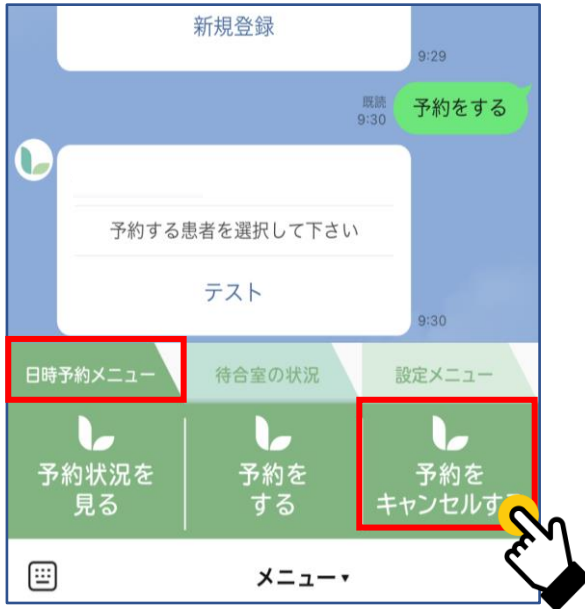 新規登録
9:29
既読
9:30
予約をする
予約する患者を選択して下さい
テスト
9:30
日時予約メニュー
待合室の状況
設定メニュー
予約状況を
見る
予約を
する
予約を
キャンセルする
メニュー▾